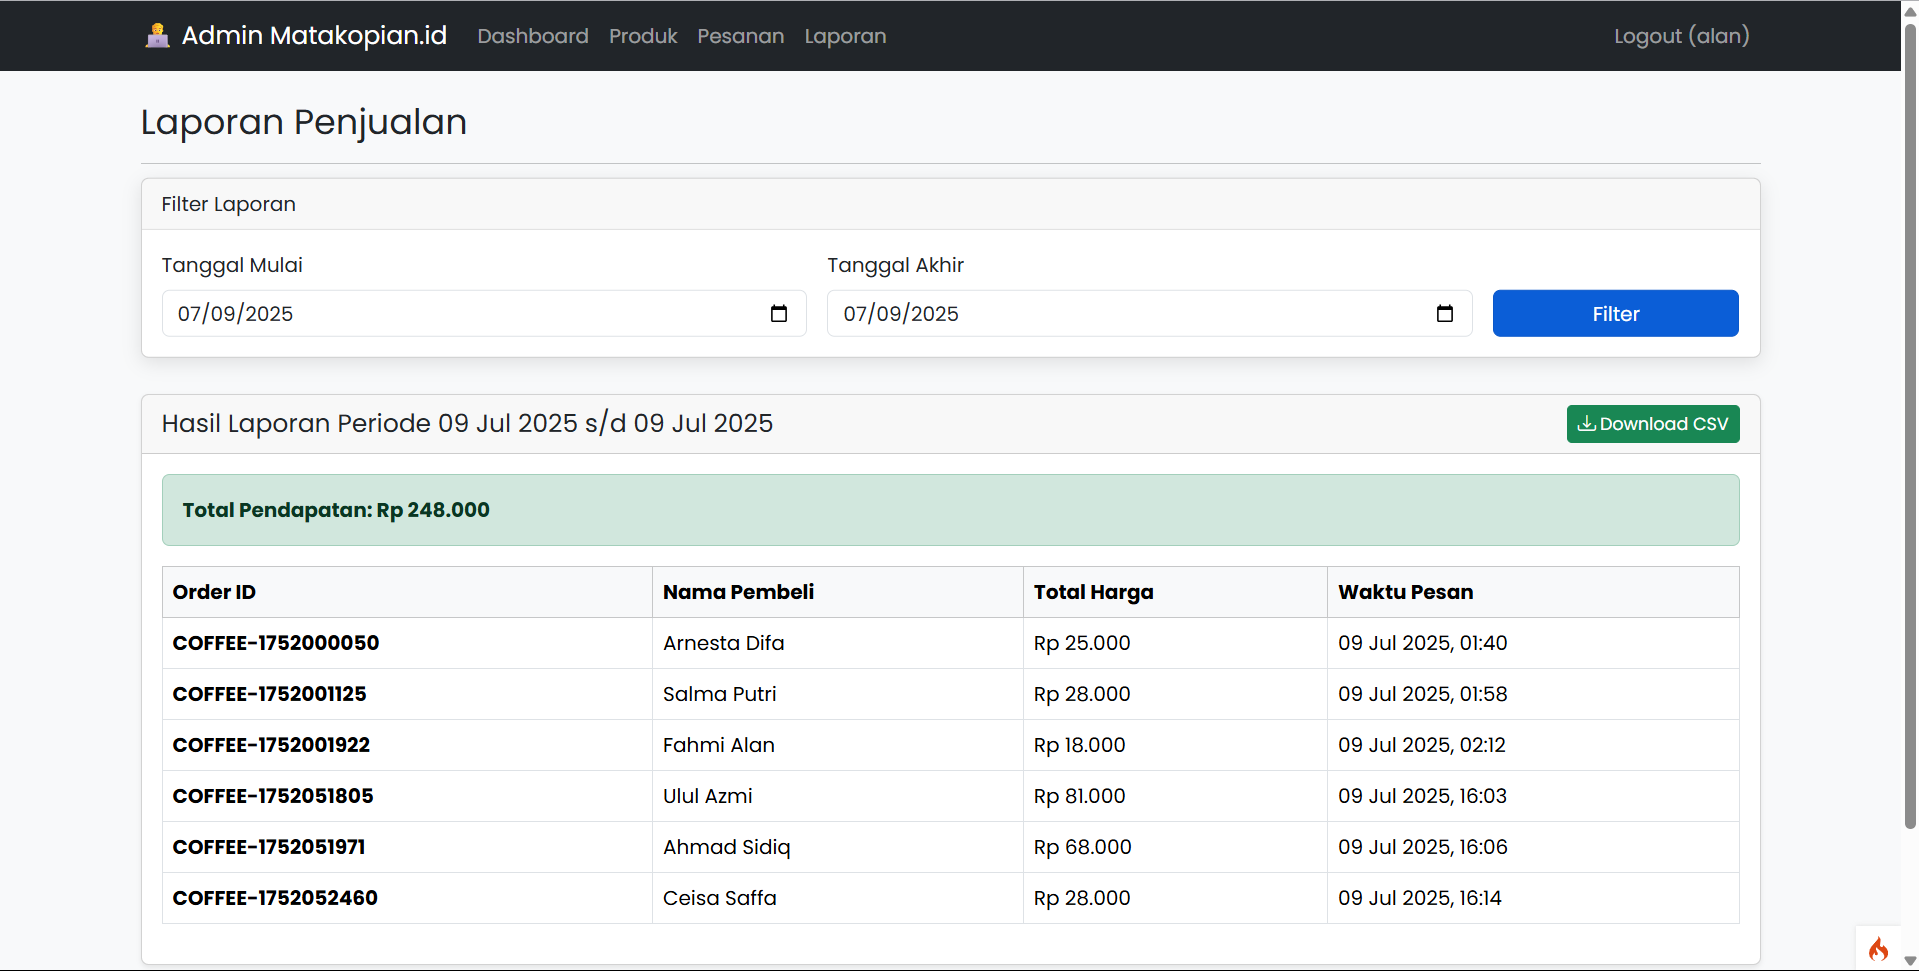 Admin Matakopian.id Dashboard Produk Pesanan Laporan Logout (alan)
Laporan Penjualan
Filter Laporan
Tanggal Mulai Tanggal Akhir
07/09/2025 07/09/2025 Filter
Hasil Laporan Periode 09 Jul 2025 s/d 09 Jul 2025 Download CSV
Total Pendapatan: Rp 248.000
Order ID Nama Pembeli Total Harga Waktu Pesan
COFFEE-1752000050 Arnesta Difa Rp 25.000 09 Jul 2025, 01:40
COFFEE-1752001125 Salma Putri Rp 28.000 09 Jul 2025, 01:58
COFFEE-1752001922 Fahmi Alan Rp 18.000 09 Jul 2025, 02:12
COFFEE-1752051805 Ulul Azmi Rp 81.000 09 Jul 2025, 16:03
COFFEE-1752051971 Ahmad Sidiq Rp 68.000 09 Jul 2025, 16:06
COFFEE-1752052460 Ceisa Saffa Rp 28.000 09 Jul 2025, 16:14